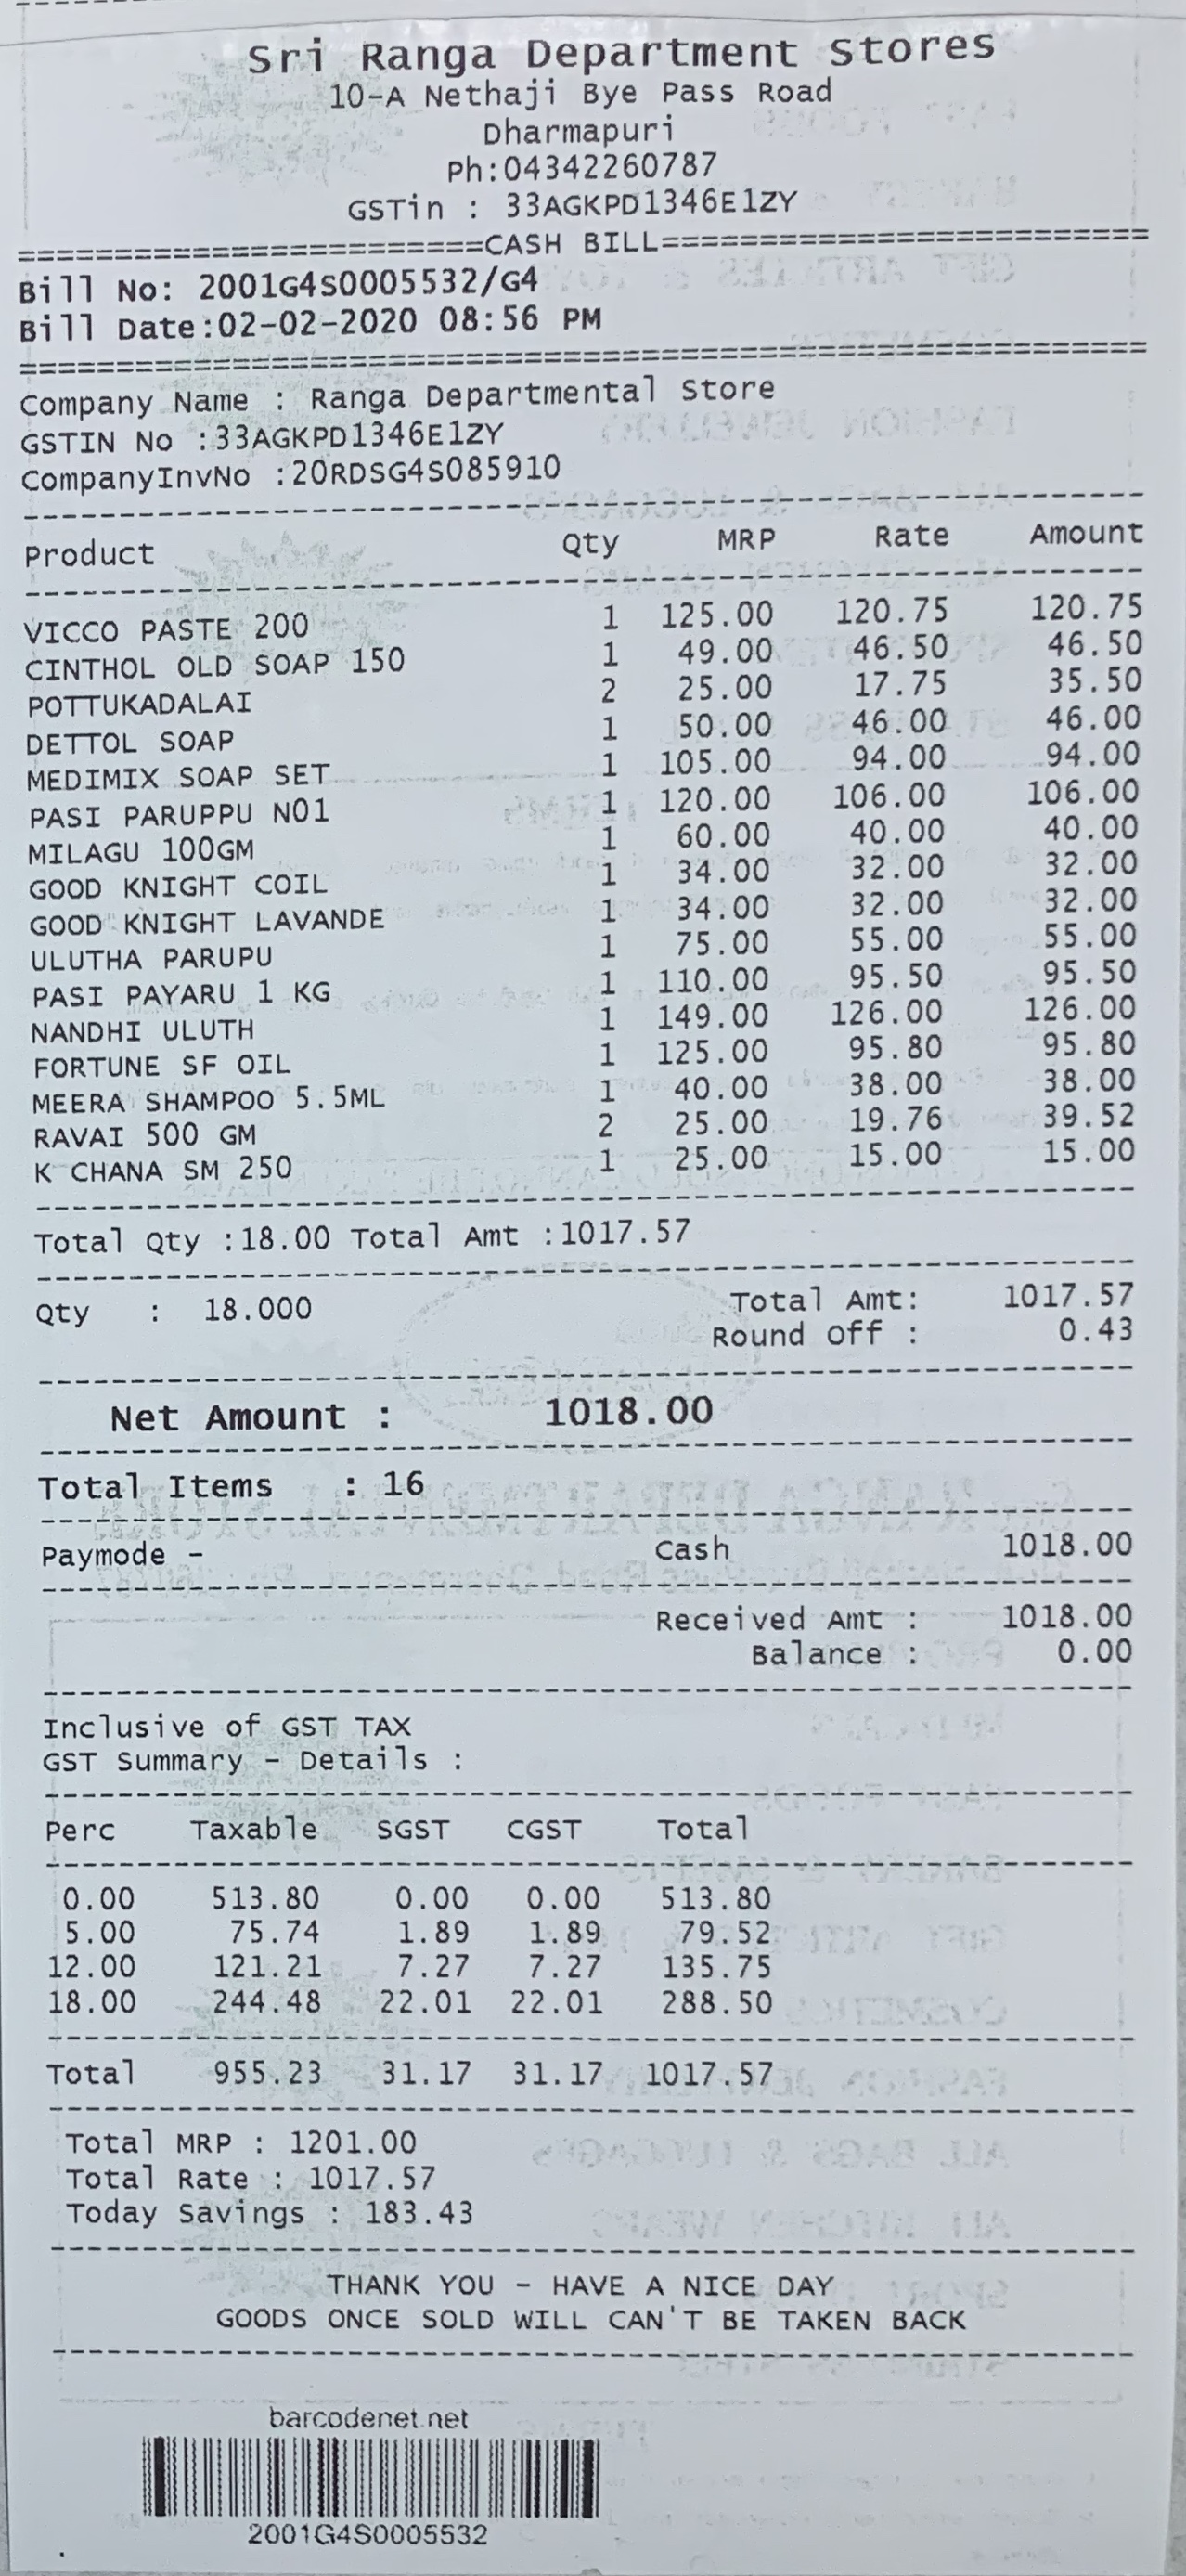 Sri Ranga Department Stores
10-A Nethaji Bye Pass Road
Dharmapuri
Ph:04342260787
GSTin : 33AGKPD1346E1ZY
========================CASH BILL=========================
Bill No: 2001G4S0005532/G4
Bill Date:02-02-2020 08:56 PM
Company Name : Ranga Departmental Store
GSTIN No :33AGKPD1346E1ZY
CompanyInvNo :20RDSG4S085910
Product Qty MRP Rate Amount
VICCO PASTE 200 1 125.00 120.75 120.75
CINTHOL OLD SOAP 150 1 49.00 46.50 46.50
POTTUKADALAI 2 25.00 17.75 35.50
DETTOL SOAP 1 50.00 46.00 46.00
MEDIMIX SOAP SET 1 105.00 94.00 94.00
PASI PARUPPU NO1 1 120.00 106.00 106.00
MILAGU 100GM 1 60.00 40.00 40.00
GOOD KNIGHT COIL 1 34.00 32.00 32.00
GOOD KNIGHT LAVANDE 1 34.00 32.00 32.00
ULUTHA PARUPU 1 75.00 55.00 55.00
PASI PAYARU 1 KG 1 110.00 95.50 95.50
NANDHI ULUTH 1 149.00 126.00 126.00
FORTUNE SF OIL 1 125.00 95.80 95.80
MEERA SHAMPOO 5.5ML 1 40.00 38.00 38.00
RAVAI 500 GM 2 25.00 19.76 39.52
K CHANA SM 250 1 25.00 15.00 15.00
Total Qty :18.00 Total Amt :1017.57
Qty : 18.000 Total Amt: 1017.57
Round Off : 0.43
Net Amount : 1018.00
Total Items : 16
Paymode - Cash 1018.00
Received Amt : 1018.00
Balance : 0.00
Inclusive of GST TAX
GST Summary - Details :
Perc Taxable SGST CGST Total
0.00 513.80 0.00 0.00 513.80
5.00 75.74 1.89 1.89 79.52
12.00 121.21 7.27 7.27 135.75
18.00 244.48 22.01 22.01 288.50
Total 955.23 31.17 31.17 1017.57
Total MRP : 1201.00
Total Rate : 1017.57
Today Savings : 183.43
THANK YOU - HAVE A NICE DAY
GOODS ONCE SOLD WILL CAN'T BE TAKEN BACK
barcodenet.net
2001G4S0005532